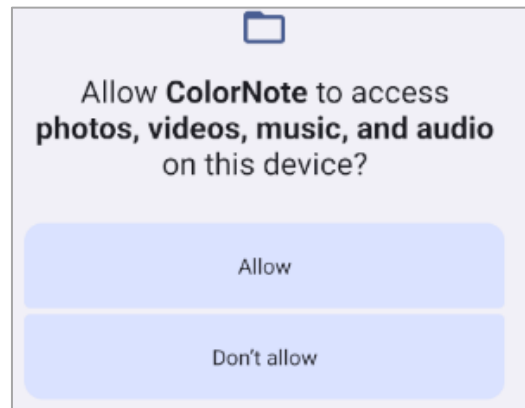 Allow ColorNote to access
photos, videos, music, and audio
on this device?
Allow
Don't allow